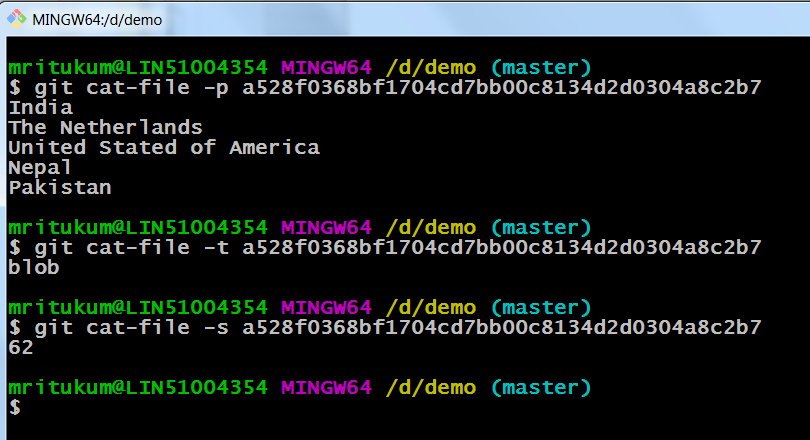 MINGW64:/d/demo
mritukum@LIN51004354 MINGW64 /d/demo (master)
$ git cat-file -p a528f0368bf1704cd7bb00c8134d2d0304a8c2b7
India
The Netherlands
United Stated of America
Nepal
Pakistan
mritukum@LIN51004354 MINGW64 /d/demo (master)
$ git cat-file -t a528f0368bf1704cd7bb00c8134d2d0304a8c2b7
blob
mritukum@LIN51004354 MINGW64 /d/demo (master)
$ git cat-file -s a528f0368bf1704cd7bb00c8134d2d0304a8c2b7
62
mritukum@LIN51004354 MINGW64 /d/demo (master)
$